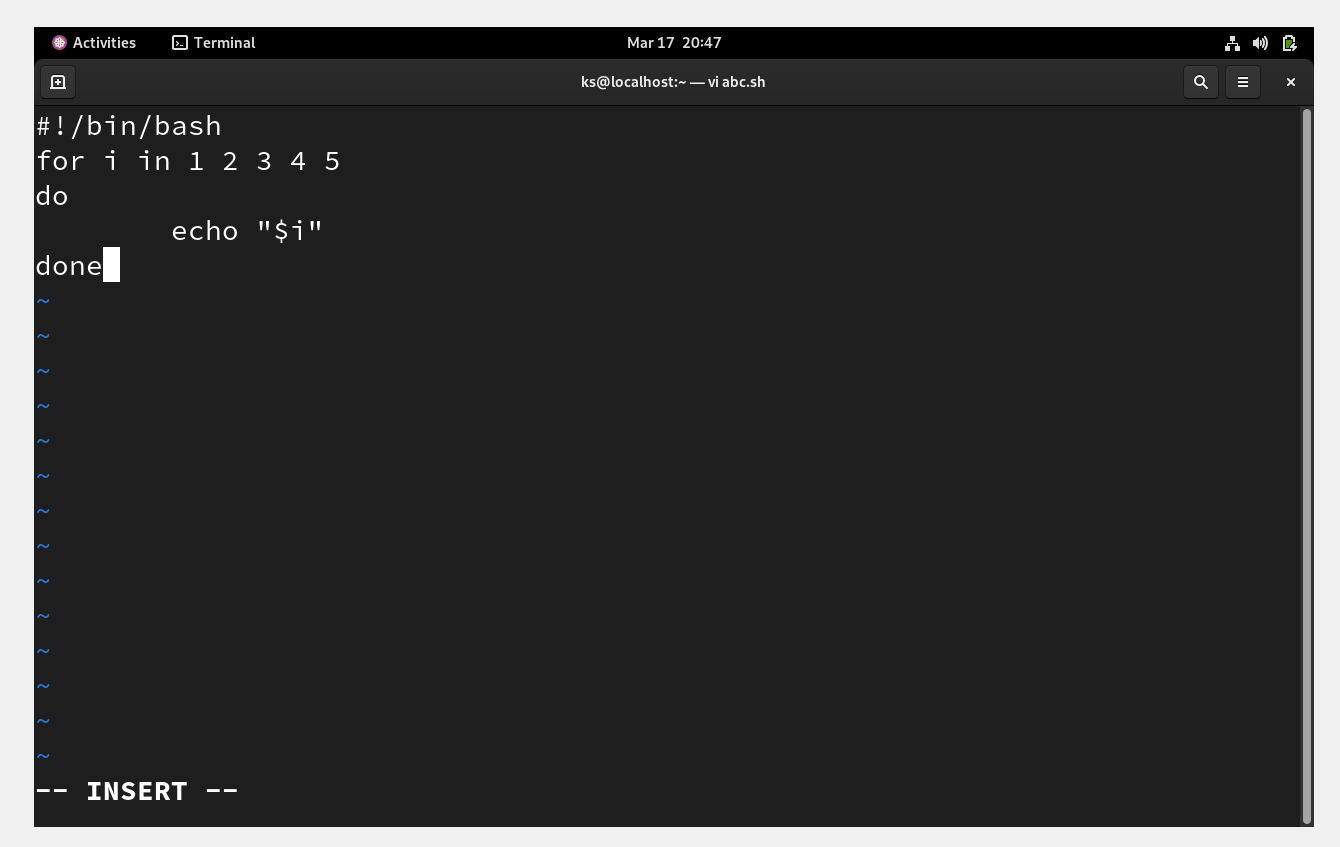 Activities Terminal Mar 17 20:47
ks@localhost:~ — vi abc.sh
#!/bin/bash
for i in 1 2 3 4 5
do
        echo "$i"
done
~
~
~
~
~
~
~
~
~
~
~
~
~
~
-- INSERT --